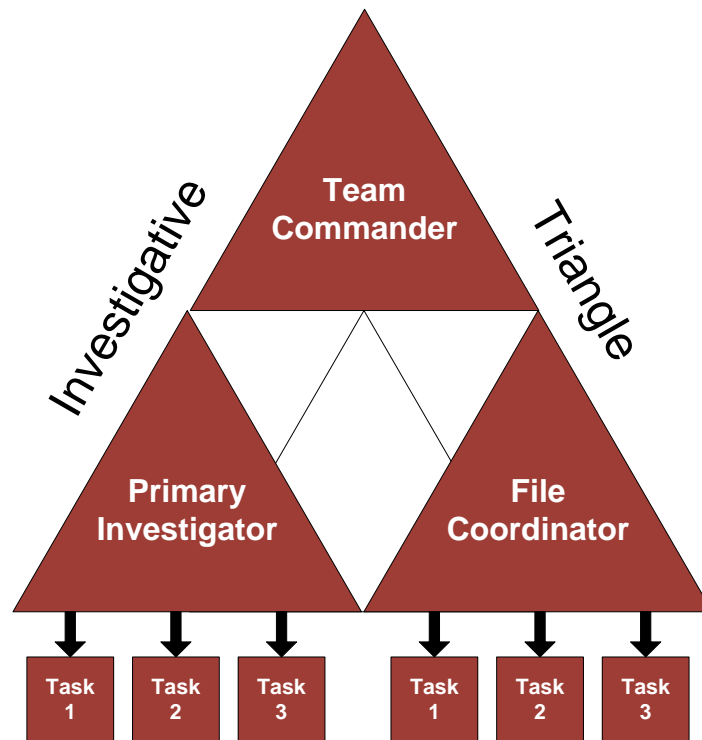 Team
Commander
Investigative
Triangle
Primary
Investigator
File
Coordinator
Task
1
Task
2
Task
3
Task
1
Task
2
Task
3